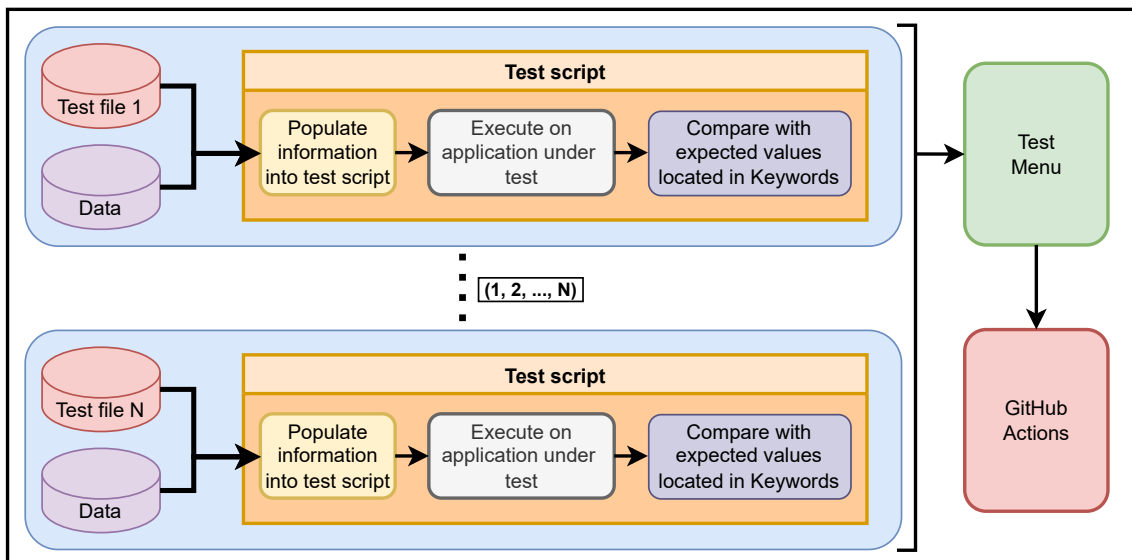 Test file 1
Data
Test script
Populate
information
into test script
Execute on
application under
test
Compare with
expected values
located in Keywords
(1, 2, ..., N)
Test file N
Data
Test script
Populate
information
into test script
Execute on
application under
test
Compare with
expected values
located in Keywords
Test
Menu
GitHub
Actions